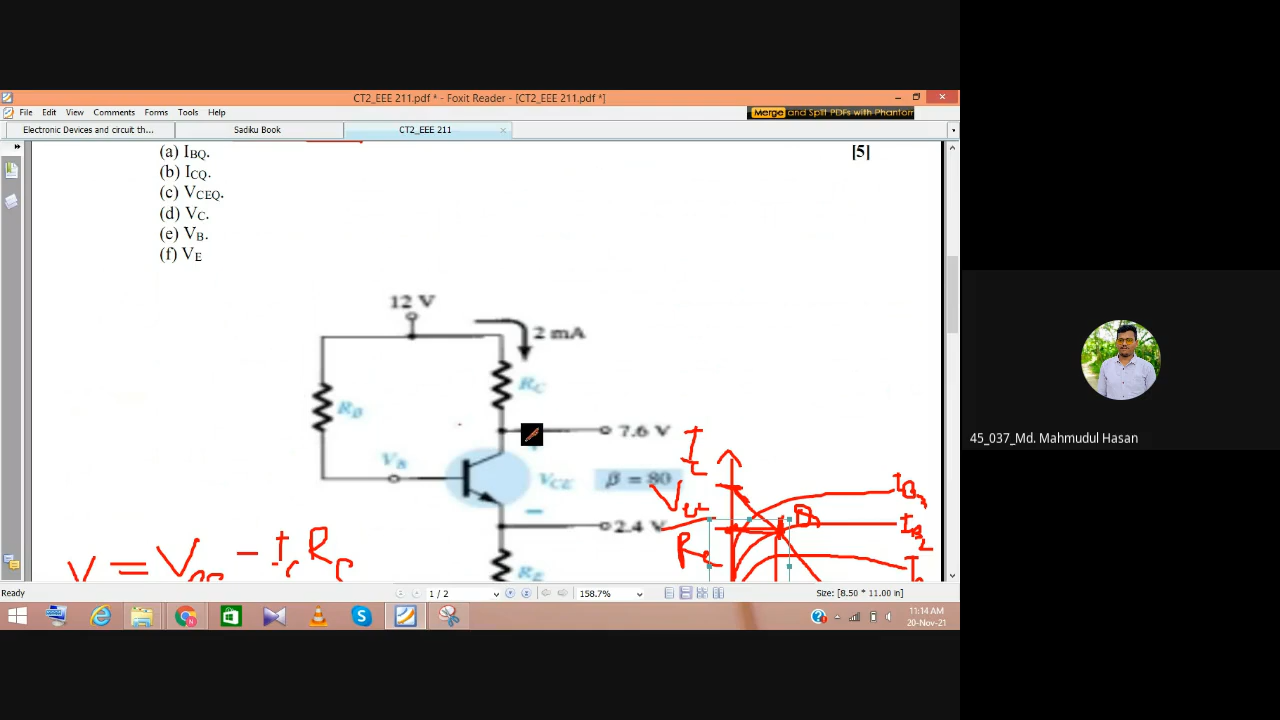 CT2_EEE 211.pdf * - Foxit Reader - [CT2_EEE 211.pdf *]
File Edit View Comments Forms Tools Help
Merge and Split PDFs with Phantom
Electronic Devices and circuit th... Sadiku Book CT2_EEE 211
(a) IBQ. [5]
(b) ICQ.
(c) VCEQ.
(d) VC.
(e) VB.
(f) VE
12 V
2 mA
RC
RB
7.6 V
VB
VCE
β = 80
2.4 V
RE
IC
RC
IB2
= - IC RC
45_037_Md. Mahmudul Hasan
Ready 1 / 2 158.7% Size: [8.50 * 11.00 in]
11:14 AM
20-Nov-21